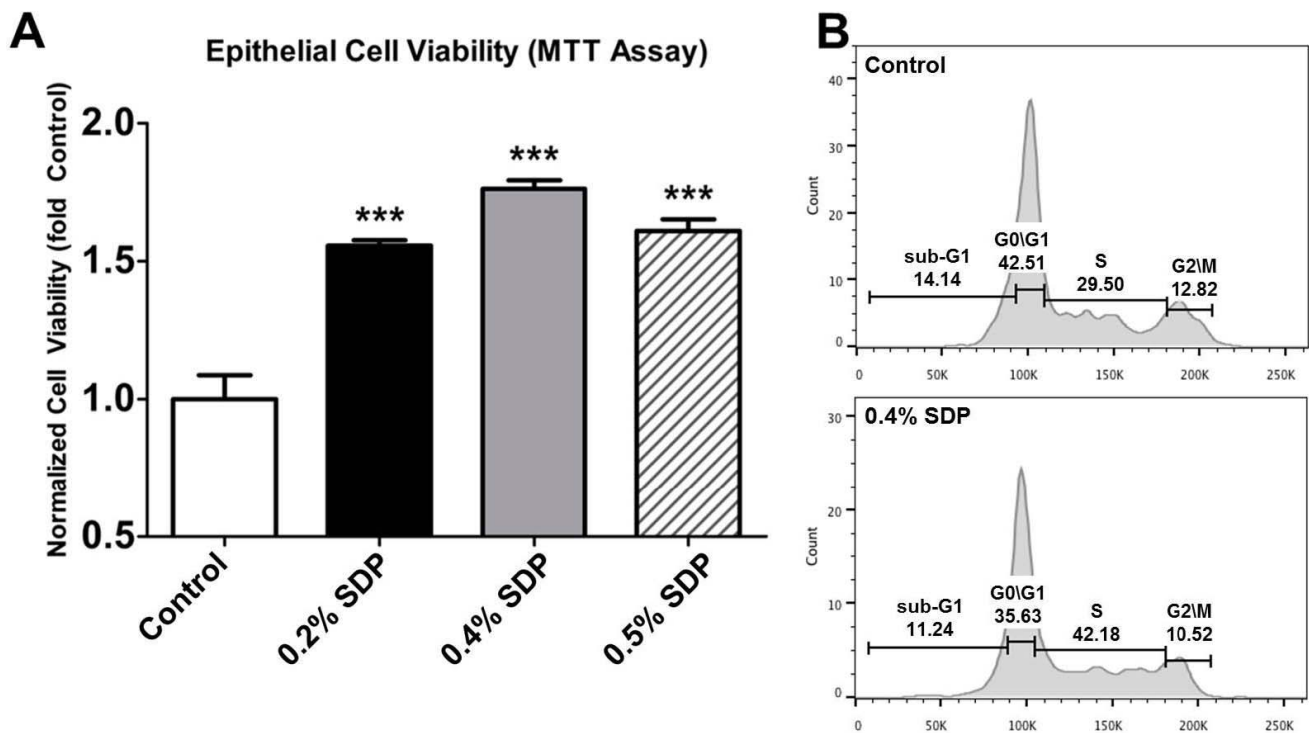 A
Epithelial Cell Viability (MTT Assay)
Normalized Cell Viability (fold Control)
2.0
1.5
1.0
0.5
***
***
***
Control
0.2% SDP
0.4% SDP
0.5% SDP
B
Control
Count
40
30
20
10
0
sub-G1
14.14
G0\G1
42.51
S
29.50
G2\M
12.82
0 50K 100K 150K 200K 250K
0.4% SDP
Count
30
20
10
0
sub-G1
11.24
G0\G1
35.63
S
42.18
G2\M
10.52
0 50K 100K 150K 200K 250K